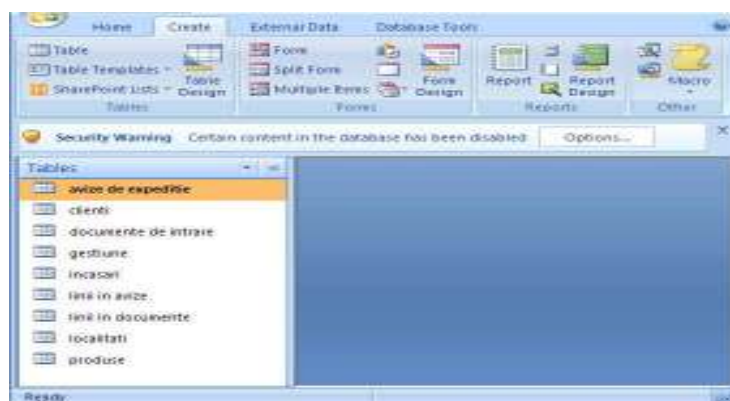 Home Create External Data Database Tools
Table
Table Templates
SharePoint Lists
Table Design
Tables
Form
Split Form
Multiple Items
Form Design
Forms
Report
Report Design
Reports
Macro
Other
Security Warning Certain content in the database has been disabled Options...
Tables
avize de expeditie
clienti
documente de intrare
gestiune
incasari
linii in avize
linii in documente
localitati
produse
Ready